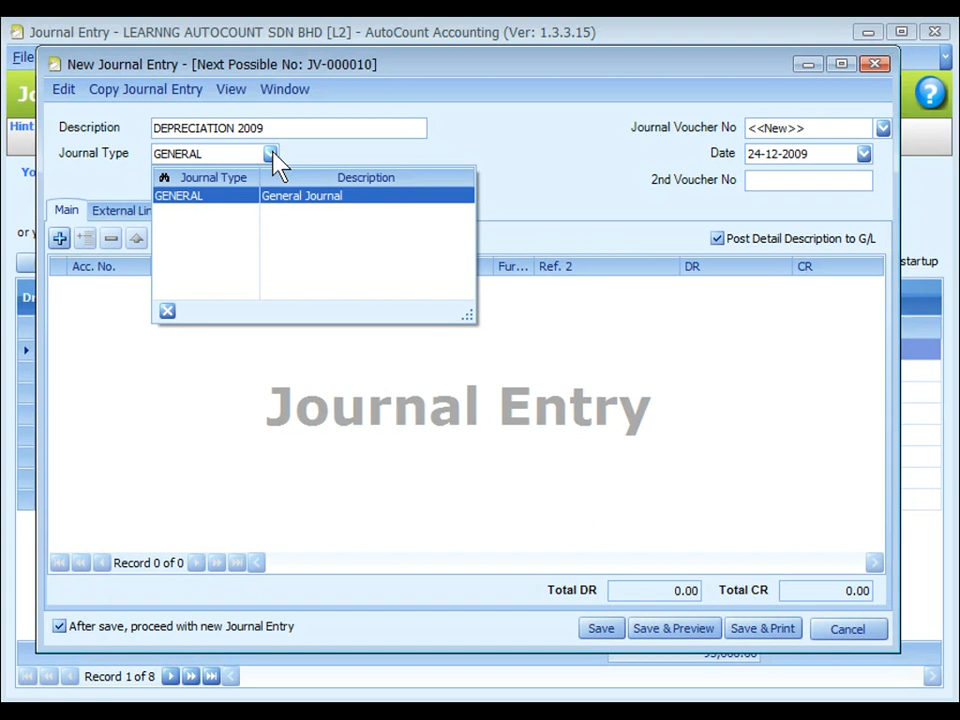 Journal Entry - LEARNNG AUTOCOUNT SDN BHD [L2] - AutoCount Accounting (Ver: 1.3.3.15)
File
New Journal Entry - [Next Possible No: JV-000010]
Edit Copy Journal Entry View Window
Hint
Description DEPRECIATION 2009 Journal Voucher No <<New>>
Journal Type GENERAL Date 24-12-2009
2nd Voucher No
Journal Type Description
GENERAL General Journal
Main External Lin
Post Detail Description to G/L
startup
Acc. No. Fur... Ref. 2 DR CR
Journal Entry
Record 0 of 0
Total DR 0.00 Total CR 0.00
After save, proceed with new Journal Entry Save Save & Preview Save & Print Cancel
Record 1 of 8